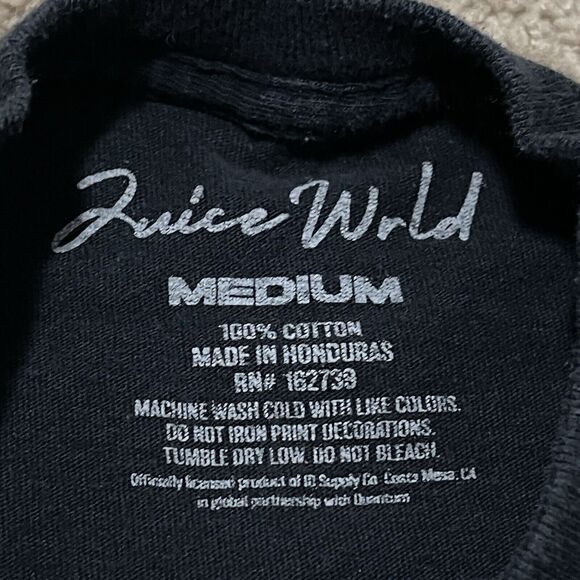 Juice Wrld
MEDIUM
100% COTTON
MADE IN HONDURAS
RN# 162739
MACHINE WASH COLD WITH LIKE COLORS.
DO NOT IRON PRINT DECORATIONS.
TUMBLE DRY LOW. DO NOT BLEACH.
Officially licensed product of ID Supply Co. Costa Mesa, CA
in global partnership with Quantum